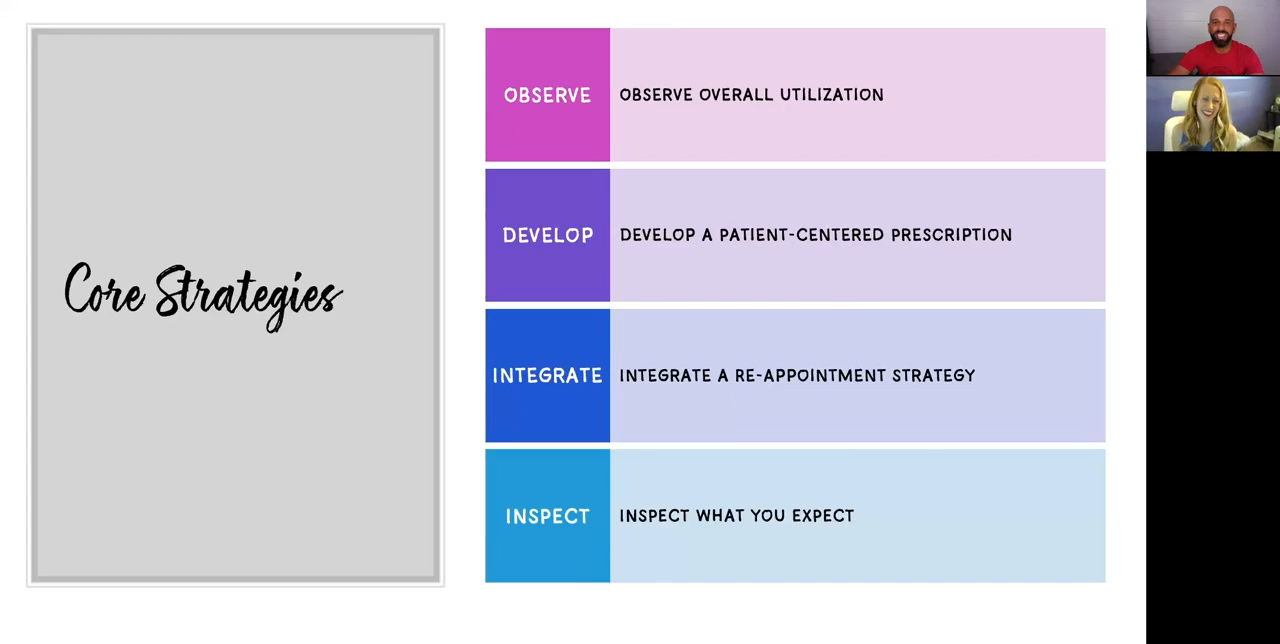 Core Strategies
OBSERVE
OBSERVE OVERALL UTILIZATION
DEVELOP
DEVELOP A PATIENT-CENTERED PRESCRIPTION
INTEGRATE
INTEGRATE A RE-APPOINTMENT STRATEGY
INSPECT
INSPECT WHAT YOU EXPECT